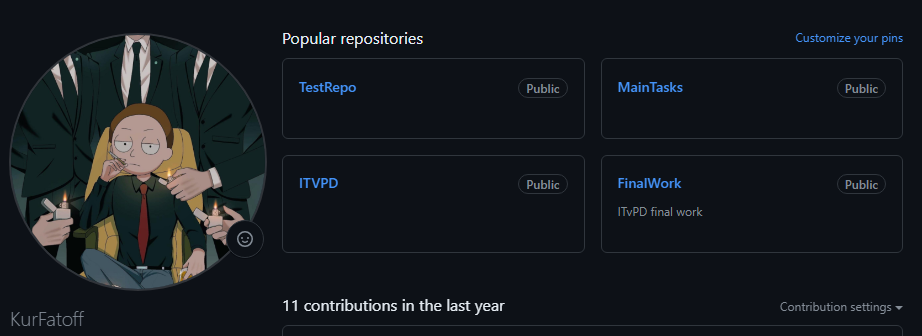 Popular repositories
Customize your pins
TestRepo
Public
MainTasks
Public
ITVPD
Public
FinalWork
Public
ITvPD final work
KurFatoff
11 contributions in the last year
Contribution settings